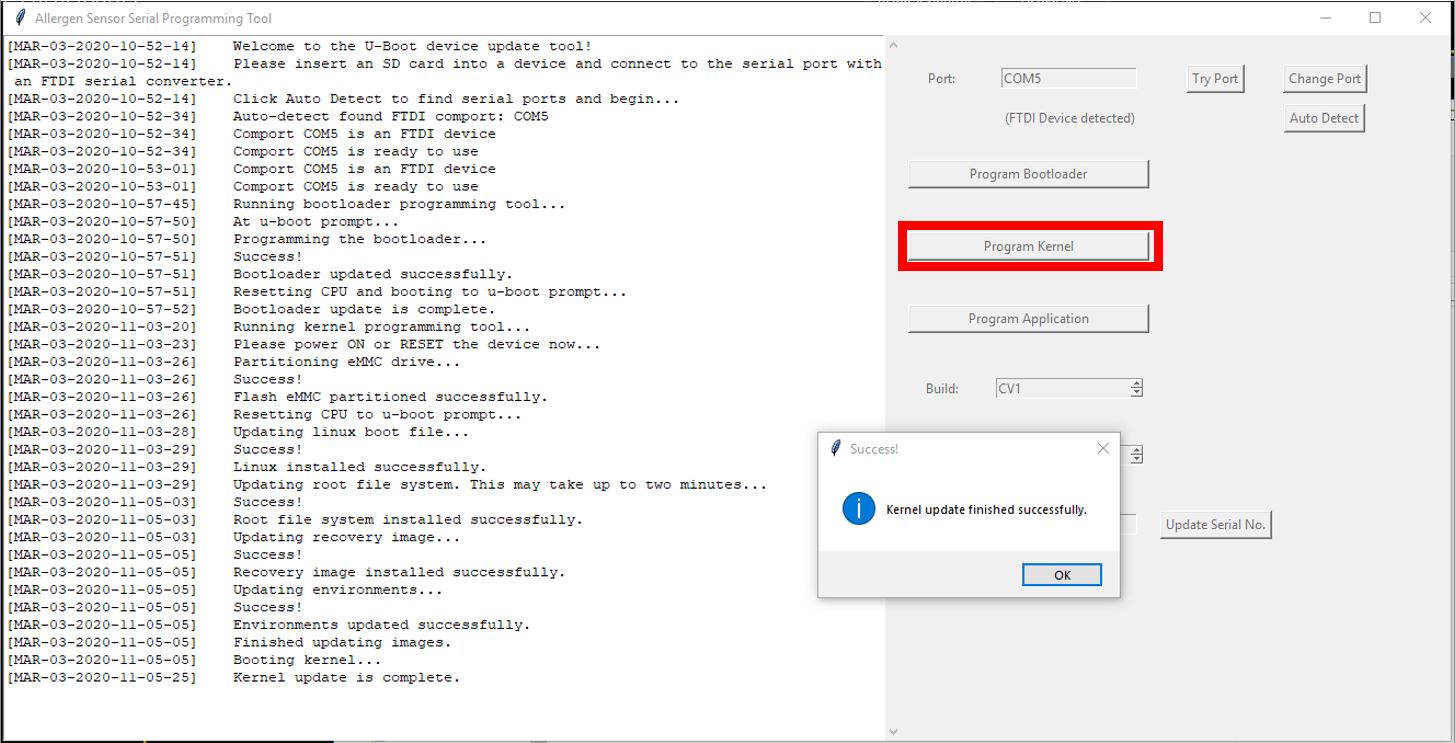 Allergen Sensor Serial Programming Tool
[MAR-03-2020-10-52-14] Welcome to the U-Boot device update tool!
[MAR-03-2020-10-52-14] Please insert an SD card into a device and connect to the serial port with
an FTDI serial converter.
[MAR-03-2020-10-52-14] Click Auto Detect to find serial ports and begin...
[MAR-03-2020-10-52-34] Auto-detect found FTDI comport: COM5
[MAR-03-2020-10-52-34] Comport COM5 is an FTDI device
[MAR-03-2020-10-52-34] Comport COM5 is ready to use
[MAR-03-2020-10-53-01] Comport COM5 is an FTDI device
[MAR-03-2020-10-53-01] Comport COM5 is ready to use
[MAR-03-2020-10-57-45] Running bootloader programming tool...
[MAR-03-2020-10-57-50] At u-boot prompt...
[MAR-03-2020-10-57-50] Programming the bootloader...
[MAR-03-2020-10-57-51] Success!
[MAR-03-2020-10-57-51] Bootloader updated successfully.
[MAR-03-2020-10-57-51] Resetting CPU and booting to u-boot prompt...
[MAR-03-2020-10-57-52] Bootloader update is complete.
[MAR-03-2020-11-03-20] Running kernel programming tool...
[MAR-03-2020-11-03-23] Please power ON or RESET the device now...
[MAR-03-2020-11-03-26] Partitioning eMMC drive...
[MAR-03-2020-11-03-26] Success!
[MAR-03-2020-11-03-26] Flash eMMC partitioned successfully.
[MAR-03-2020-11-03-26] Resetting CPU to u-boot prompt...
[MAR-03-2020-11-03-28] Updating linux boot file...
[MAR-03-2020-11-03-29] Success!
[MAR-03-2020-11-03-29] Linux installed successfully.
[MAR-03-2020-11-03-29] Updating root file system. This may take up to two minutes...
[MAR-03-2020-11-05-03] Success!
[MAR-03-2020-11-05-03] Root file system installed successfully.
[MAR-03-2020-11-05-03] Updating recovery image...
[MAR-03-2020-11-05-05] Success!
[MAR-03-2020-11-05-05] Recovery image installed successfully.
[MAR-03-2020-11-05-05] Updating environments...
[MAR-03-2020-11-05-05] Success!
[MAR-03-2020-11-05-05] Environments updated successfully.
[MAR-03-2020-11-05-05] Finished updating images.
[MAR-03-2020-11-05-05] Booting kernel...
[MAR-03-2020-11-05-25] Kernel update is complete.
Port: COM5 Try Port Change Port
(FTDI Device detected) Auto Detect
Program Bootloader
Program Kernel
Program Application
Build: CV1
Success!
Kernel update finished successfully.
OK
Update Serial No.